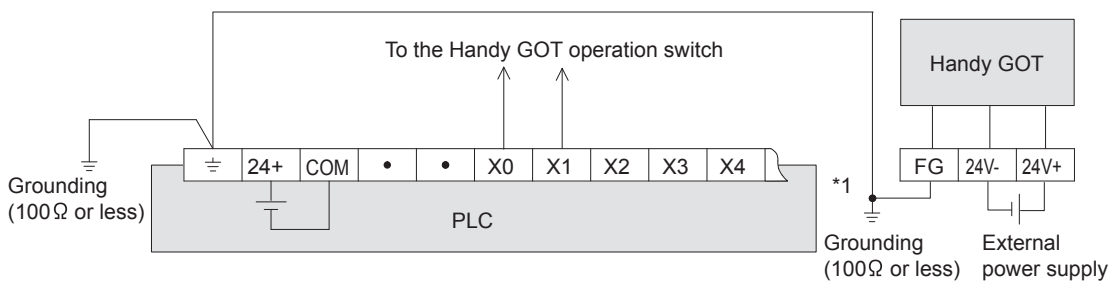 To the Handy GOT operation switch
Handy GOT
24+ COM • • X0 X1 X2 X3 X4
FG 24V- 24V+
*1
PLC
Grounding
(100Ω or less)
Grounding
(100Ω or less)
External
power supply